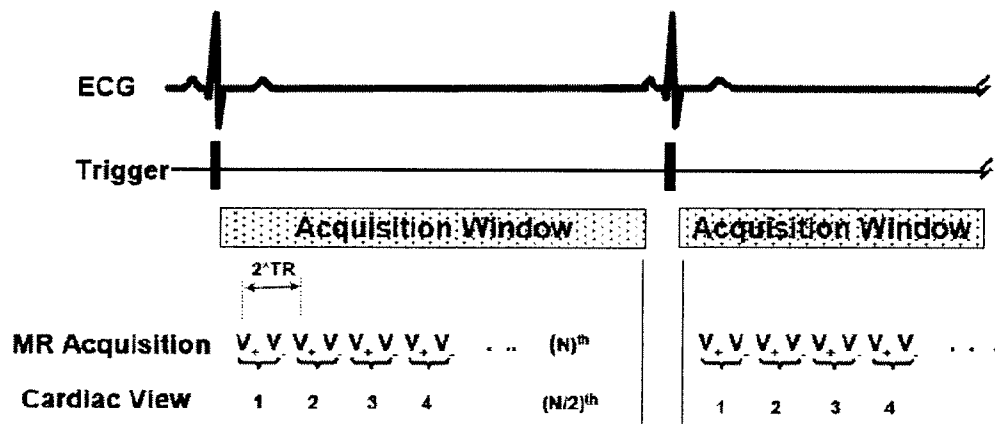 ECG
Trigger
Acquisition Window Acquisition Window
2*TR
MR Acquisition V+ V- V+ V- V+ V- V+ V- . .. (N)th V+ V- V+ V- V+ V- V+ V- . . .
Cardiac View 1 2 3 4 (N/2)th 1 2 3 4